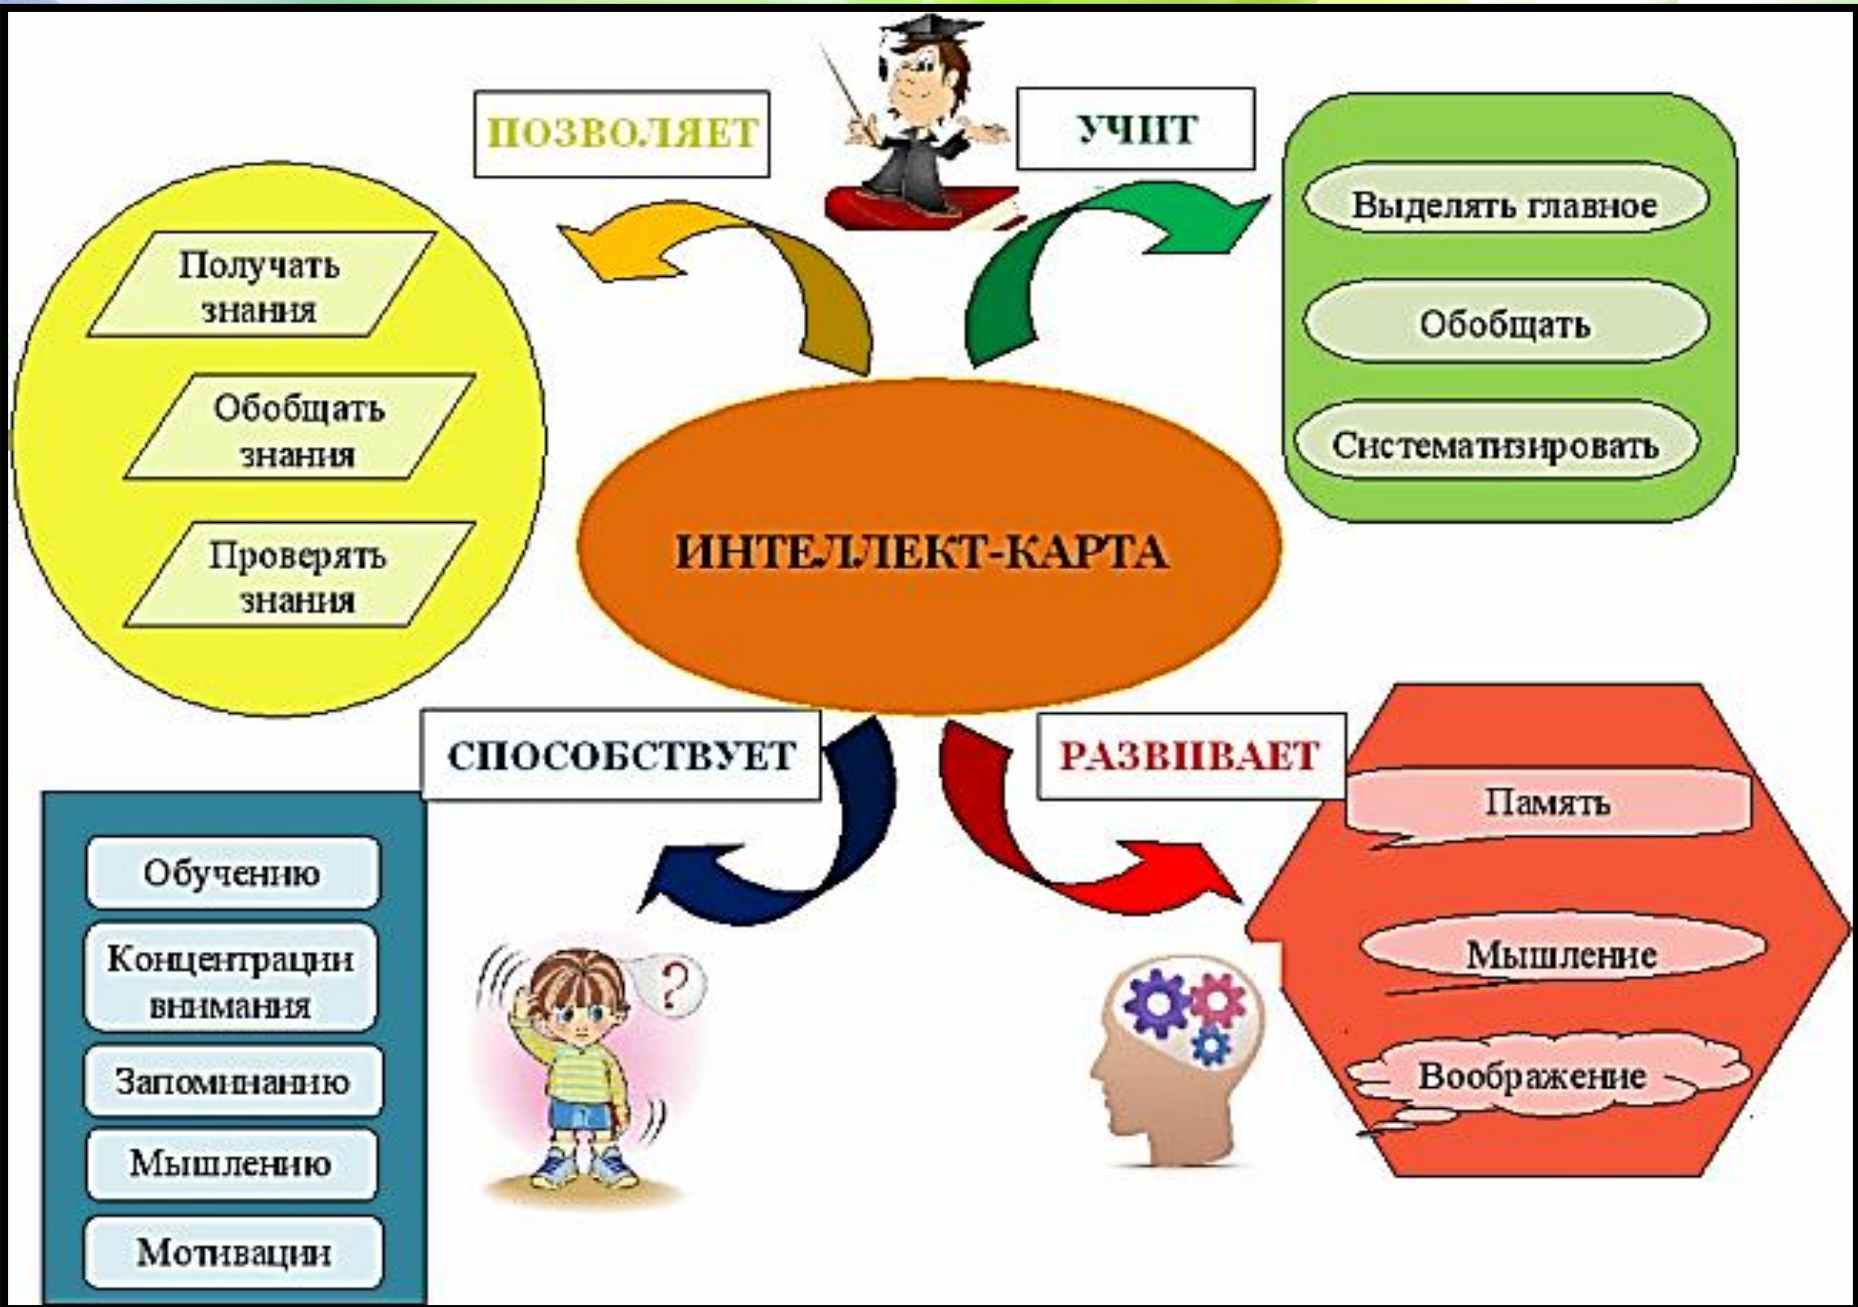 ПОЗВОЛЯЕТ
Получать
знания
Обобщать
знания
Проверять
знания
УЧИТ
Выделять главное
Обобщать
Систематизировать
ИНТЕЛЛЕКТ-КАРТА
СПОСОБСТВУЕТ
Обучению
Концентрации
внимания
Запоминанию
Мышлению
Мотивации
?
РАЗВИВАЕТ
Память
Мышление
Воображение